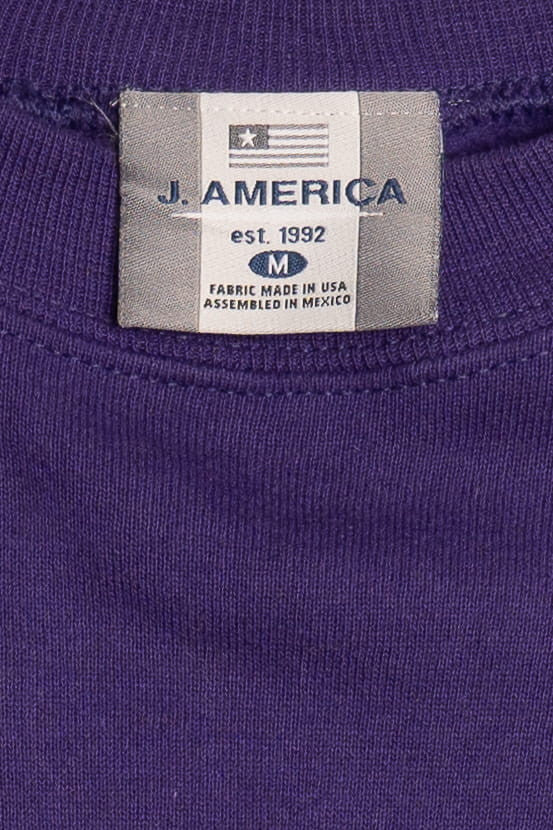 J. AMERICA
est. 1992
M
FABRIC MADE IN USA
ASSEMBLED IN MEXICO